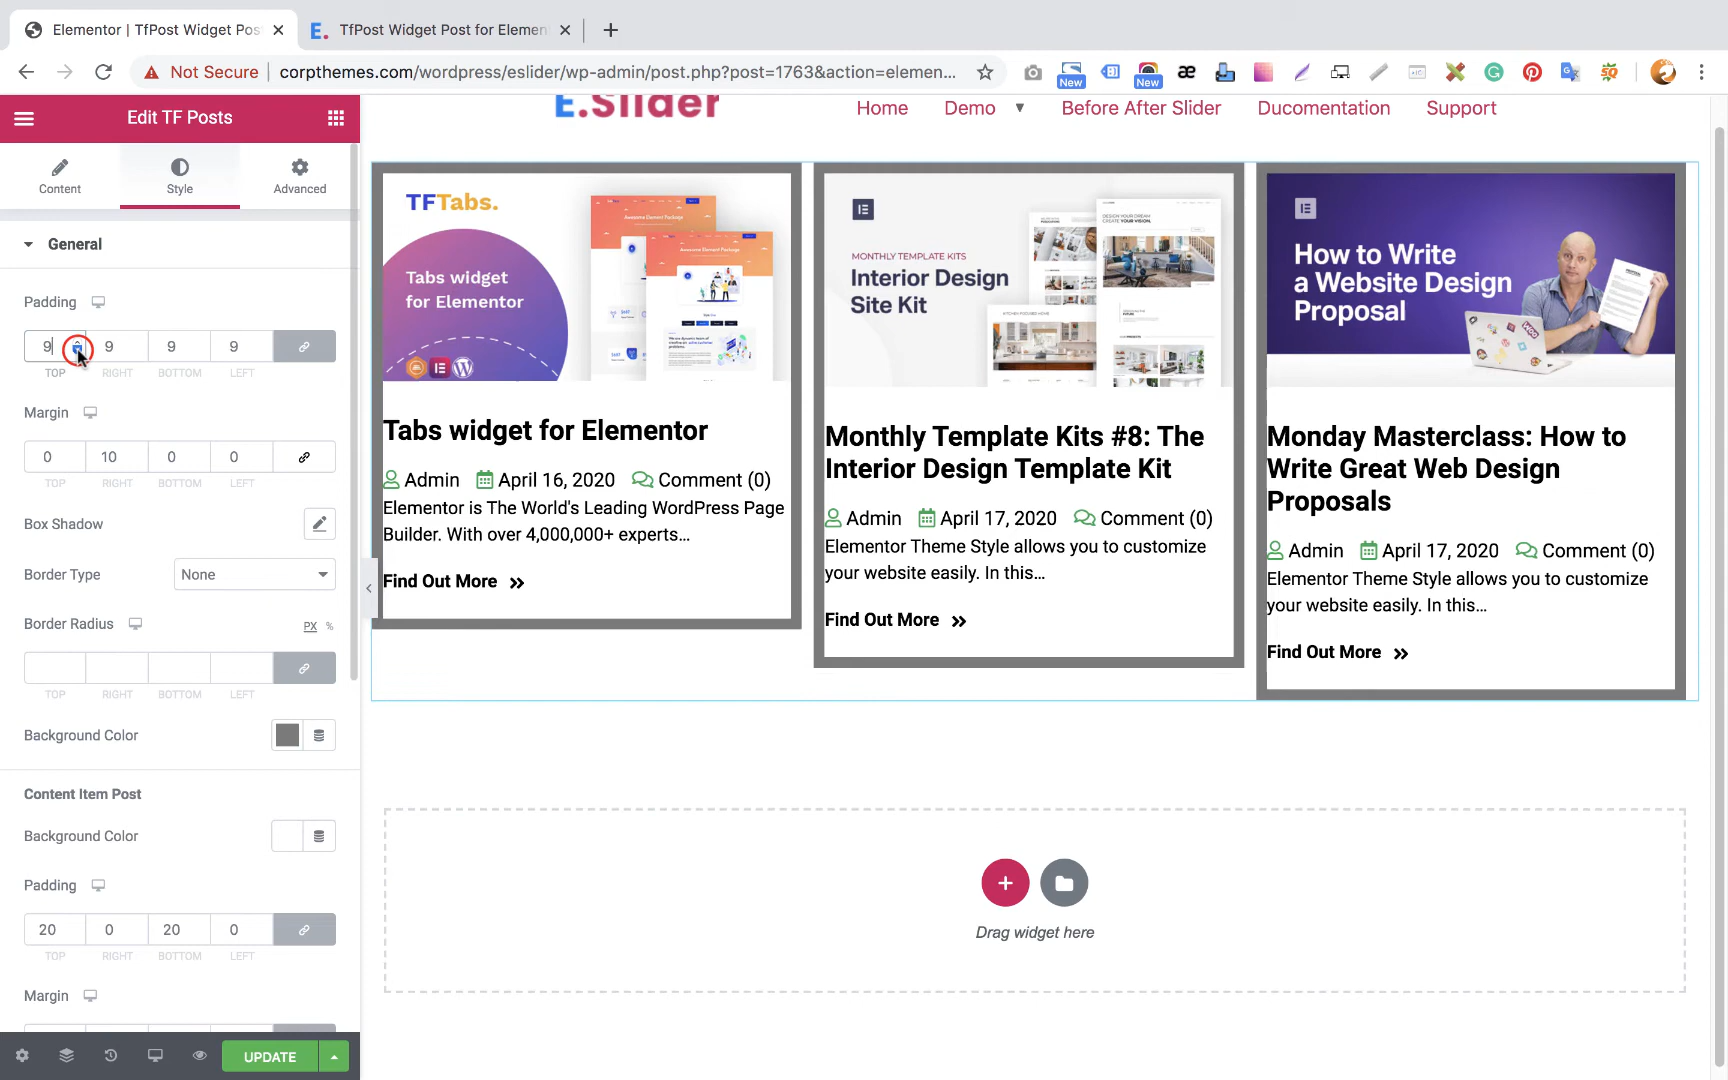 Elementor | TfPost Widget Pos
TfPost Widget Post for Elemen
Not Secure
corpthemes.com/wordpress/eslider/wp-admin/post.php?post=1763&action=elemen...
New
New
Edit TF Posts
Content
Style
Advanced
General
Padding
9 9 9 9
TOP RIGHT BOTTOM LEFT
Margin
0 10 0 0
TOP RIGHT BOTTOM LEFT
Box Shadow
Border Type
None
Border Radius
PX %
TOP RIGHT BOTTOM LEFT
Background Color
Content Item Post
Background Color
Padding
20 0 20 0
TOP RIGHT BOTTOM LEFT
Margin
UPDATE
E.Slider
Home Demo Before After Slider Ducomentation Support
TFTabs.
Tabs widget
for Elementor
Tabs widget for Elementor
Admin April 16, 2020 Comment (0)
Elementor is The World's Leading WordPress Page
Builder. With over 4,000,000+ experts...
Find Out More
MONTHLY TEMPLATE KITS
Interior Design
Site Kit
Monthly Template Kits #8: The
Interior Design Template Kit
Admin April 17, 2020 Comment (0)
Elementor Theme Style allows you to customize
your website easily. In this...
Find Out More
How to Write
a Website Design
Proposal
Monday Masterclass: How to
Write Great Web Design
Proposals
Admin April 17, 2020 Comment (0)
Elementor Theme Style allows you to customize
your website easily. In this...
Find Out More
Drag widget here